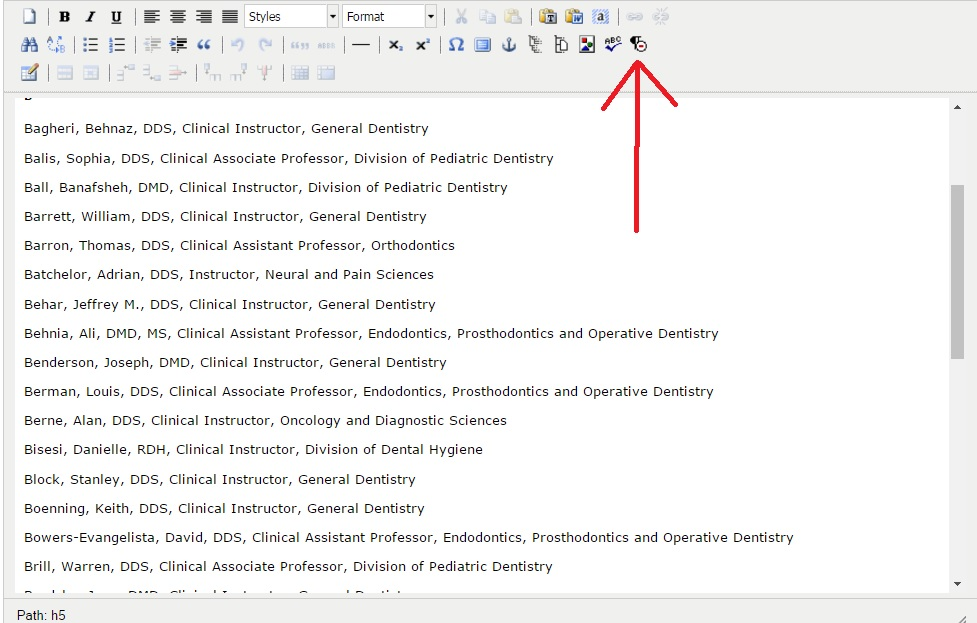 B I U Styles Format
ABC
Bagheri, Behnaz, DDS, Clinical Instructor, General Dentistry
Balis, Sophia, DDS, Clinical Associate Professor, Division of Pediatric Dentistry
Ball, Banafsheh, DMD, Clinical Instructor, Division of Pediatric Dentistry
Barrett, William, DDS, Clinical Instructor, General Dentistry
Barron, Thomas, DDS, Clinical Assistant Professor, Orthodontics
Batchelor, Adrian, DDS, Instructor, Neural and Pain Sciences
Behar, Jeffrey M., DDS, Clinical Instructor, General Dentistry
Behnia, Ali, DMD, MS, Clinical Assistant Professor, Endodontics, Prosthodontics and Operative Dentistry
Benderson, Joseph, DMD, Clinical Instructor, General Dentistry
Berman, Louis, DDS, Clinical Associate Professor, Endodontics, Prosthodontics and Operative Dentistry
Berne, Alan, DDS, Clinical Instructor, Oncology and Diagnostic Sciences
Bisesi, Danielle, RDH, Clinical Instructor, Division of Dental Hygiene
Block, Stanley, DDS, Clinical Instructor, General Dentistry
Boenning, Keith, DDS, Clinical Instructor, General Dentistry
Bowers-Evangelista, David, DDS, Clinical Assistant Professor, Endodontics, Prosthodontics and Operative Dentistry
Brill, Warren, DDS, Clinical Associate Professor, Division of Pediatric Dentistry
Path: h5